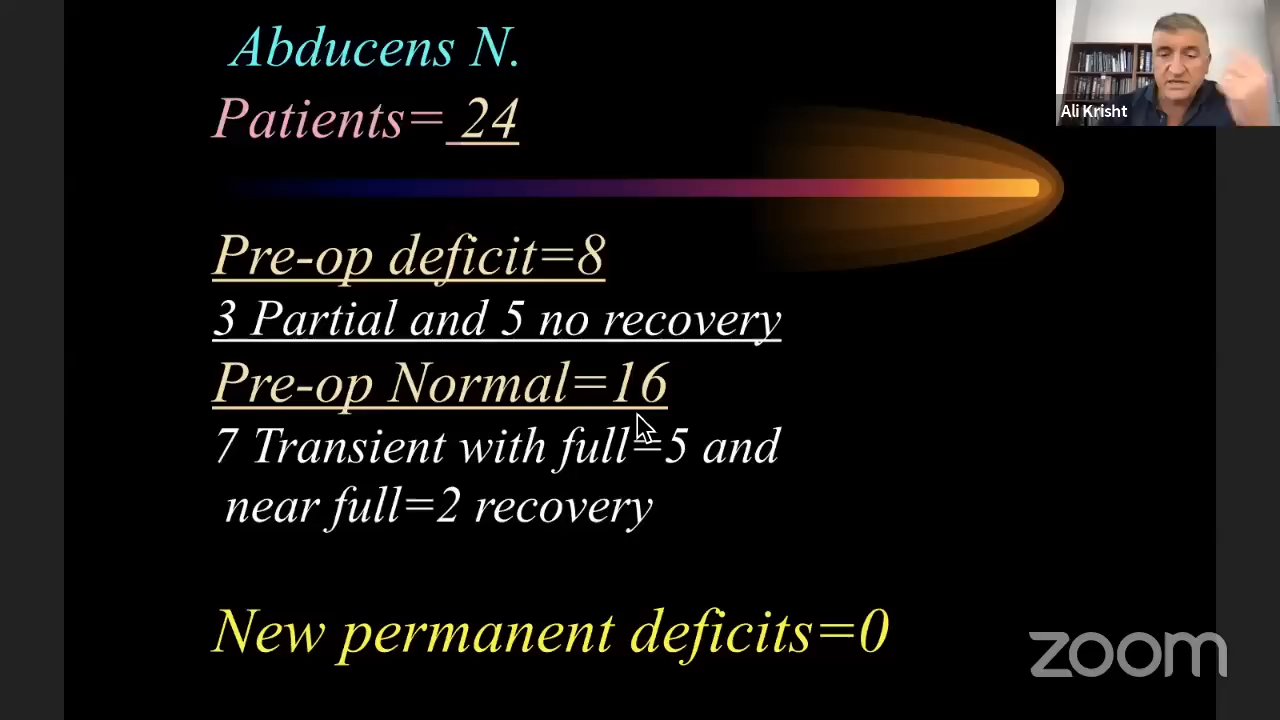 Abducens N.
Patients= 24
Ali Krisht
Pre-op deficit=8
3 Partial and 5 no recovery
Pre-op Normal=16
7 Transient with full=5 and
near full=2 recovery
New permanent deficits=0
zoom